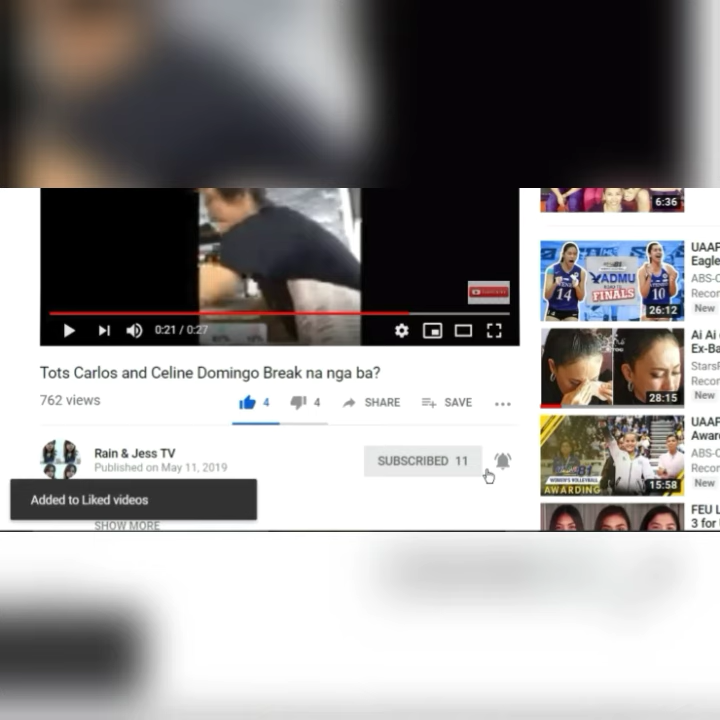 6:36
0:21 / 0:27
Tots Carlos and Celine Domingo Break na nga ba?
762 views
4
4
SHARE
SAVE
Rain & Jess TV
Published on May 11, 2019
SUBSCRIBED 11
Added to Liked videos
SHOW MORE
14
ADMU
FINALS
10
26:12
UAAP
Eagle
ABS-C
Recor
New
28:15
Ai Ai
Ex-Ba
StarsF
Recor
New
AWARDING
15:58
UAAP
Awar
ABS-C
Recor
New
FEU L
3 for